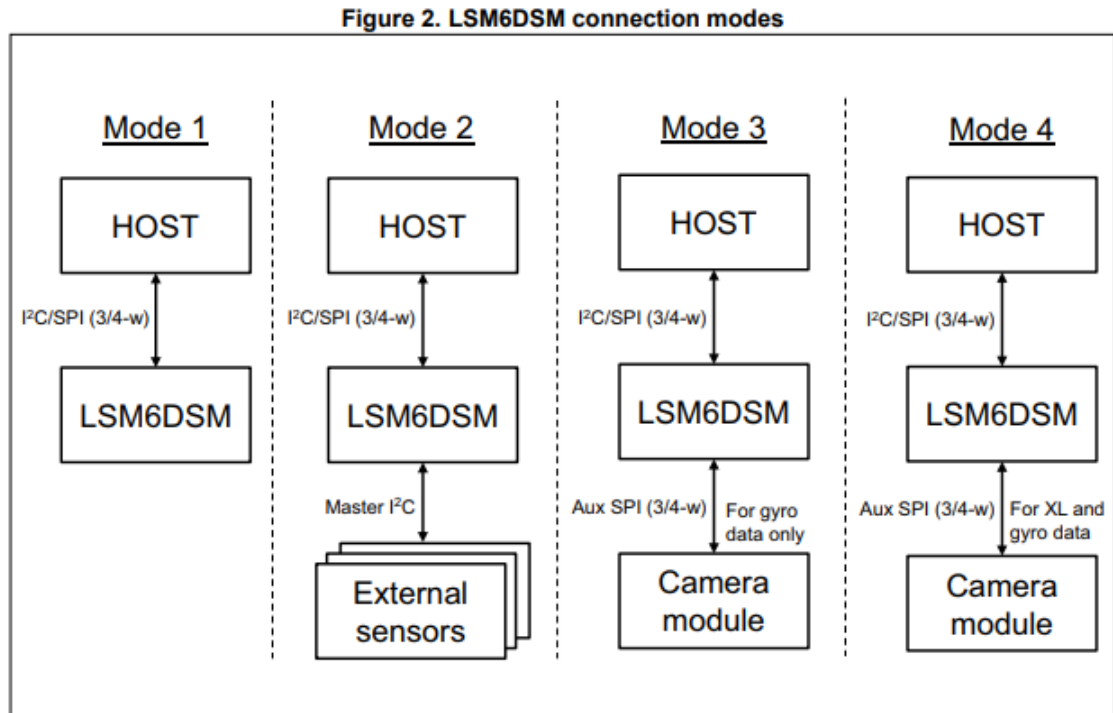 Figure 2. LSM6DSM connection modes
Mode 1
HOST
I²C/SPI (3/4-w)
LSM6DSM
Mode 2
HOST
I²C/SPI (3/4-w)
LSM6DSM
Master I²C
External
sensors
Mode 3
HOST
I²C/SPI (3/4-w)
LSM6DSM
Aux SPI (3/4-w)
For gyro
data only
Camera
module
Mode 4
HOST
I²C/SPI (3/4-w)
LSM6DSM
Aux SPI (3/4-w)
For XL and
gyro data
Camera
module